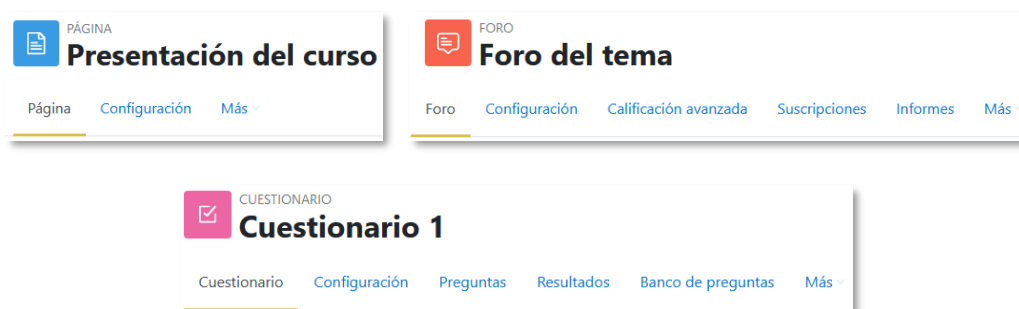 PÁGINA
Presentación del curso
Página Configuración Más
FORO
Foro del tema
Foro Configuración Calificación avanzada Suscripciones Informes Más
CUESTIONARIO
Cuestionario 1
Cuestionario Configuración Preguntas Resultados Banco de preguntas Más